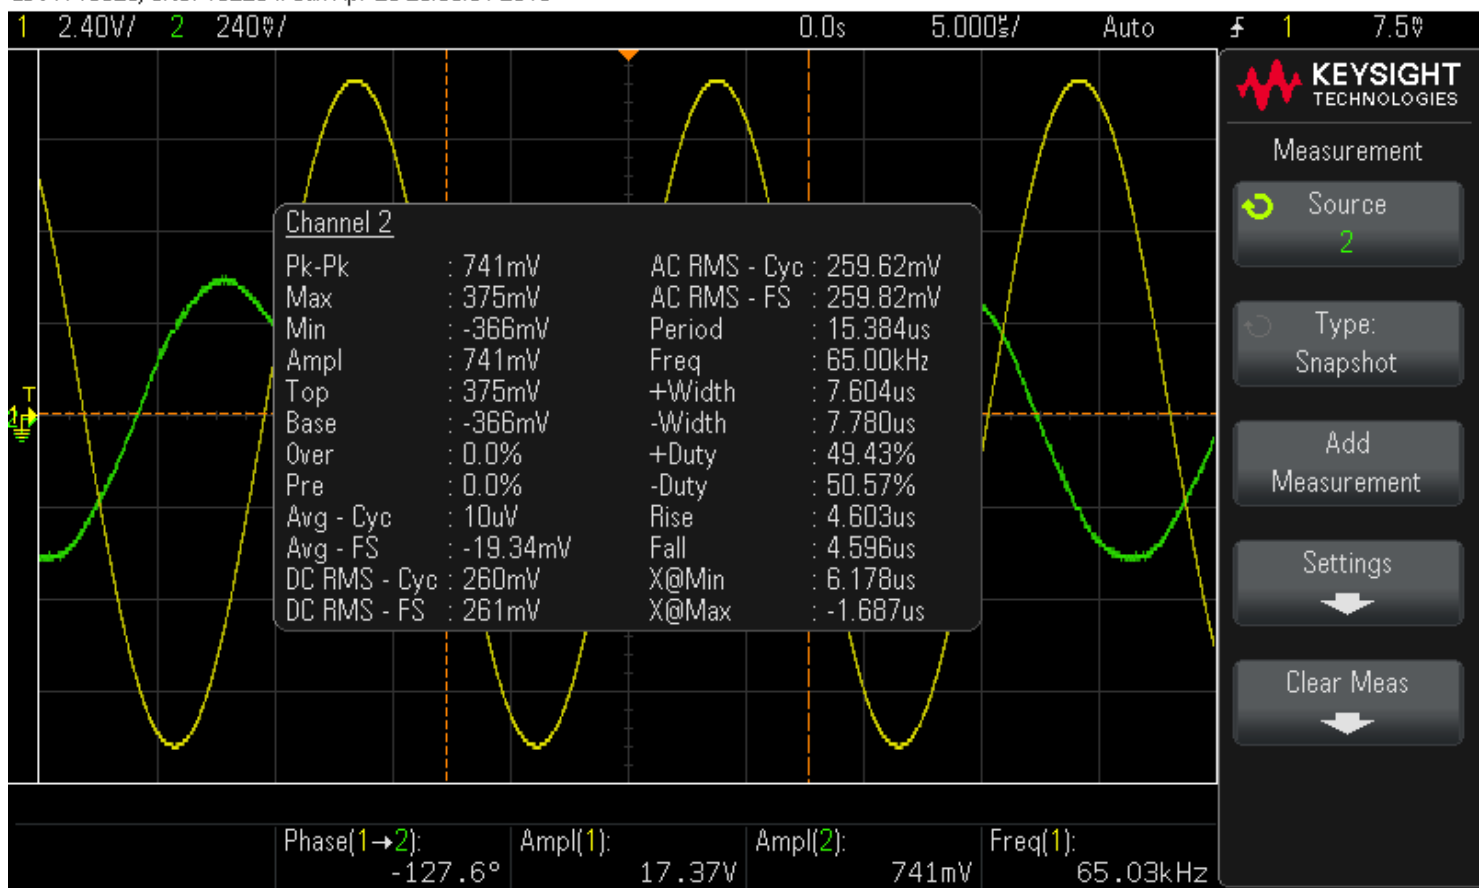 1 2.40V/ 2 240mV/ 0.0s 5.000us/ Auto 1 7.5V
KEYSIGHT
TECHNOLOGIES
Measurement
Source
2
Type:
Snapshot
Add
Measurement
Settings
Clear Meas
T
Channel 2
Pk-Pk : 741mV AC RMS - Cyc : 259.62mV
Max : 375mV AC RMS - FS : 259.82mV
Min : -366mV Period : 15.384us
Ampl : 741mV Freq : 65.00kHz
Top : 375mV +Width : 7.604us
Base : -366mV -Width : 7.780us
Over : 0.0% +Duty : 49.43%
Pre : 0.0% -Duty : 50.57%
Avg - Cyc : 10uV Rise : 4.603us
Avg - FS : -19.34mV Fall : 4.596us
DC RMS - Cyc : 260mV X@Min : 6.178us
DC RMS - FS : 261mV X@Max : -1.687us
Phase(1→2): Ampl(1): Ampl(2): Freq(1):
-127.6° 17.37V 741mV 65.03kHz